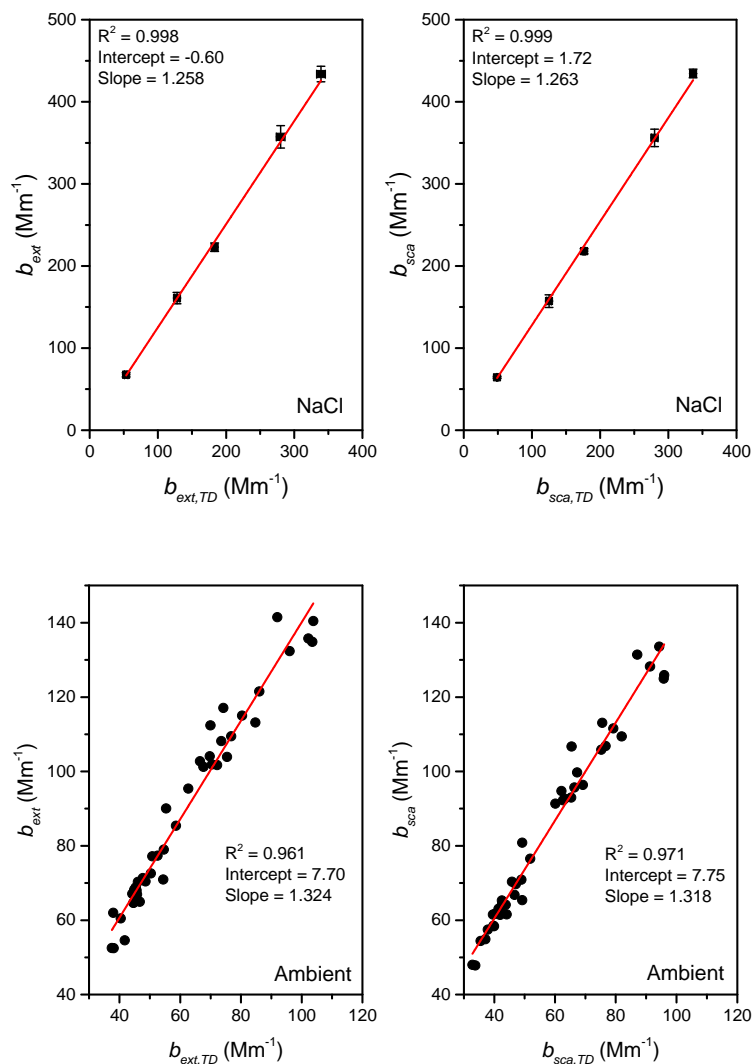 R² = 0.998
Intercept = -0.60
Slope = 1.258
500
400
300
200
100
0
b_ext (Mm⁻¹)
NaCl
0 100 200 300 400
b_ext,TD (Mm⁻¹)
R² = 0.999
Intercept = 1.72
Slope = 1.263
500
400
300
200
100
0
b_sca (Mm⁻¹)
NaCl
0 100 200 300 400
b_sca,TD (Mm⁻¹)
140
120
100
80
60
40
b_ext (Mm⁻¹)
R² = 0.961
Intercept = 7.70
Slope = 1.324
Ambient
40 60 80 100 120
b_ext,TD (Mm⁻¹)
140
120
100
80
60
40
b_sca (Mm⁻¹)
R² = 0.971
Intercept = 7.75
Slope = 1.318
Ambient
40 60 80 100 120
b_sca,TD (Mm⁻¹)